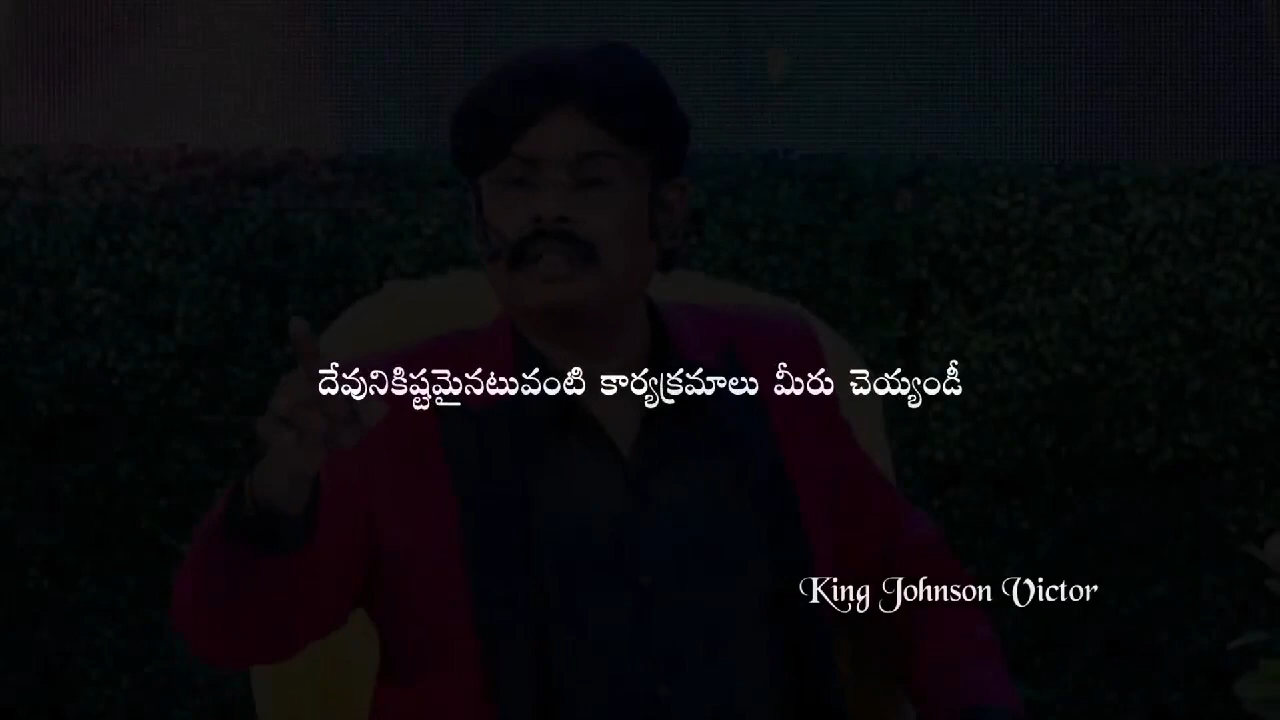 దేవునికిష్టమైనటువంటి కార్యక్రమాలు మీరు చెయ్యండీ
King Johnson Victor